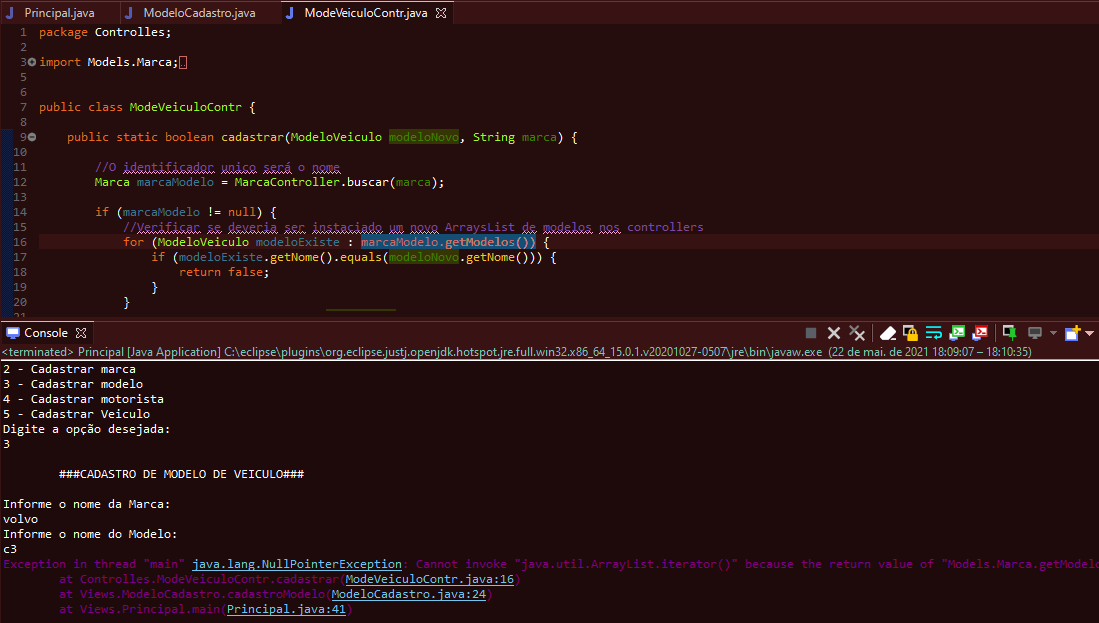 Principal.java ModeloCadastro.java ModeVeiculoContr.java
1 package Controlles;
2
3 import Models.Marca;
5
6
7 public class ModeVeiculoContr {
8
9 public static boolean cadastrar(ModeloVeiculo modeloNovo, String marca) {
10
11 //O identificador unico será o nome
12 Marca marcaModelo = MarcaController.buscar(marca);
13
14 if (marcaModelo != null) {
15 //Verificar se deveria ser instaciado um novo ArraysList de modelos nos controllers
16 for (ModeloVeiculo modeloExiste : marcaModelo.getModelos()) {
17 if (modeloExiste.getNome().equals(modeloNovo.getNome())) {
18 return false;
19 }
20 }
21
Console
<terminated> Principal [Java Application] C:\eclipse\plugins\org.eclipse.justj.openjdk.hotspot.jre.full.win32.x86_64_15.0.1.v20201027-0507\jre\bin\javaw.exe (22 de mai. de 2021 18:09:07 – 18:10:35)
2 - Cadastrar marca
3 - Cadastrar modelo
4 - Cadastrar motorista
5 - Cadastrar Veiculo
Digite a opção desejada:
3
###CADASTRO DE MODELO DE VEICULO###
Informe o nome da Marca:
volvo
Informe o nome do Modelo:
c3
Exception in thread "main" java.lang.NullPointerException: Cannot invoke "java.util.ArrayList.iterator()" because the return value of "Models.Marca.getModelo
at Controlles.ModeVeiculoContr.cadastrar(ModeVeiculoContr.java:16)
at Views.ModeloCadastro.cadastroModelo(ModeloCadastro.java:24)
at Views.Principal.main(Principal.java:41)